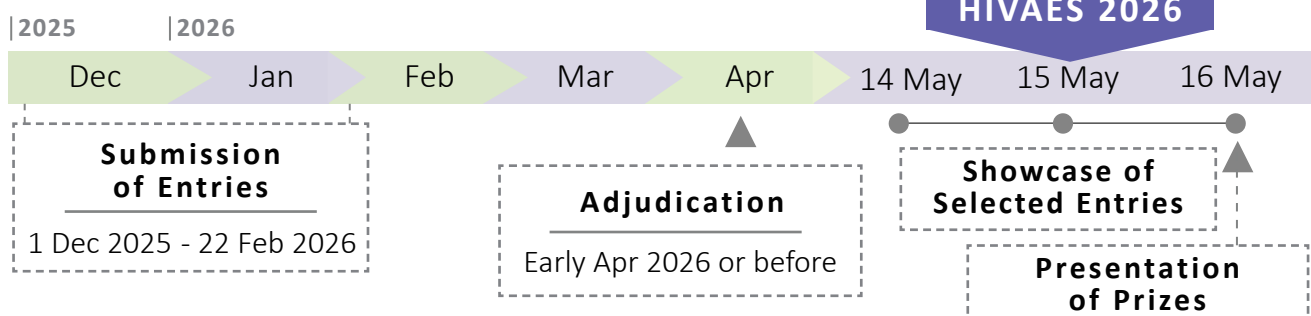 HIVAES 2026
|2025 |2026
Dec Jan Feb Mar Apr 14 May 15 May 16 May
Submission
of Entries
1 Dec 2025 - 22 Feb 2026
Adjudication
Early Apr 2026 or before
Showcase of
Selected Entries
Presentation
of Prizes